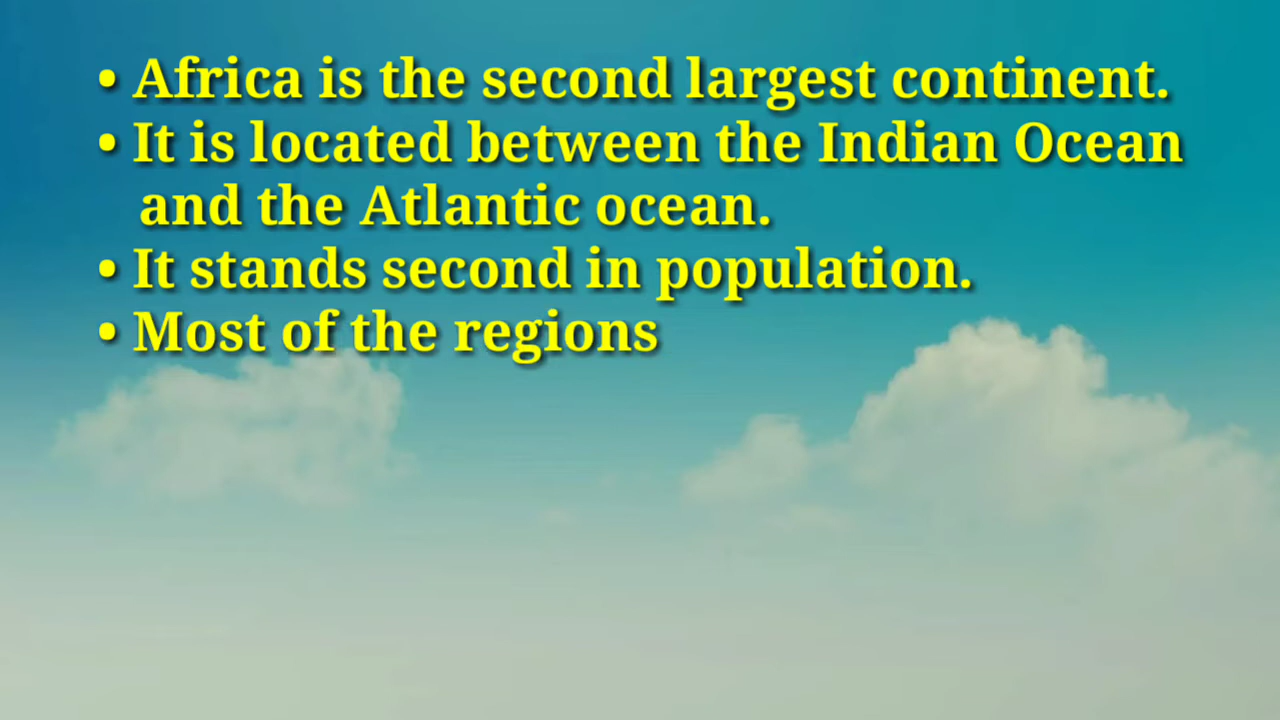 • Africa is the second largest continent.
• It is located between the Indian Ocean
and the Atlantic ocean.
• It stands second in population.
• Most of the regions